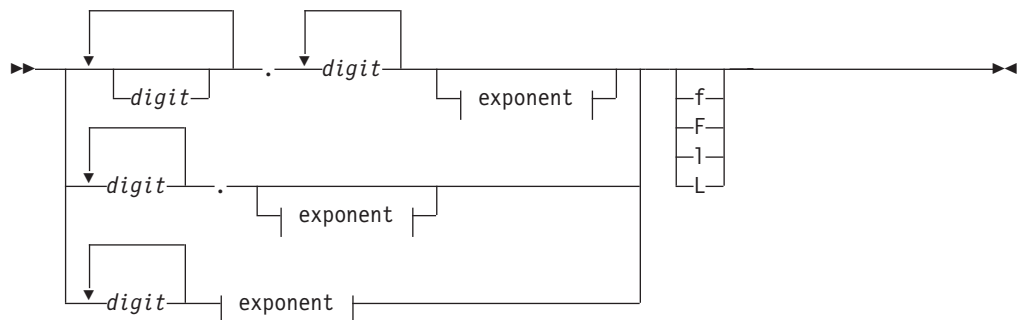 . digit
digit exponent f
F
digit . l
exponent L
digit exponent